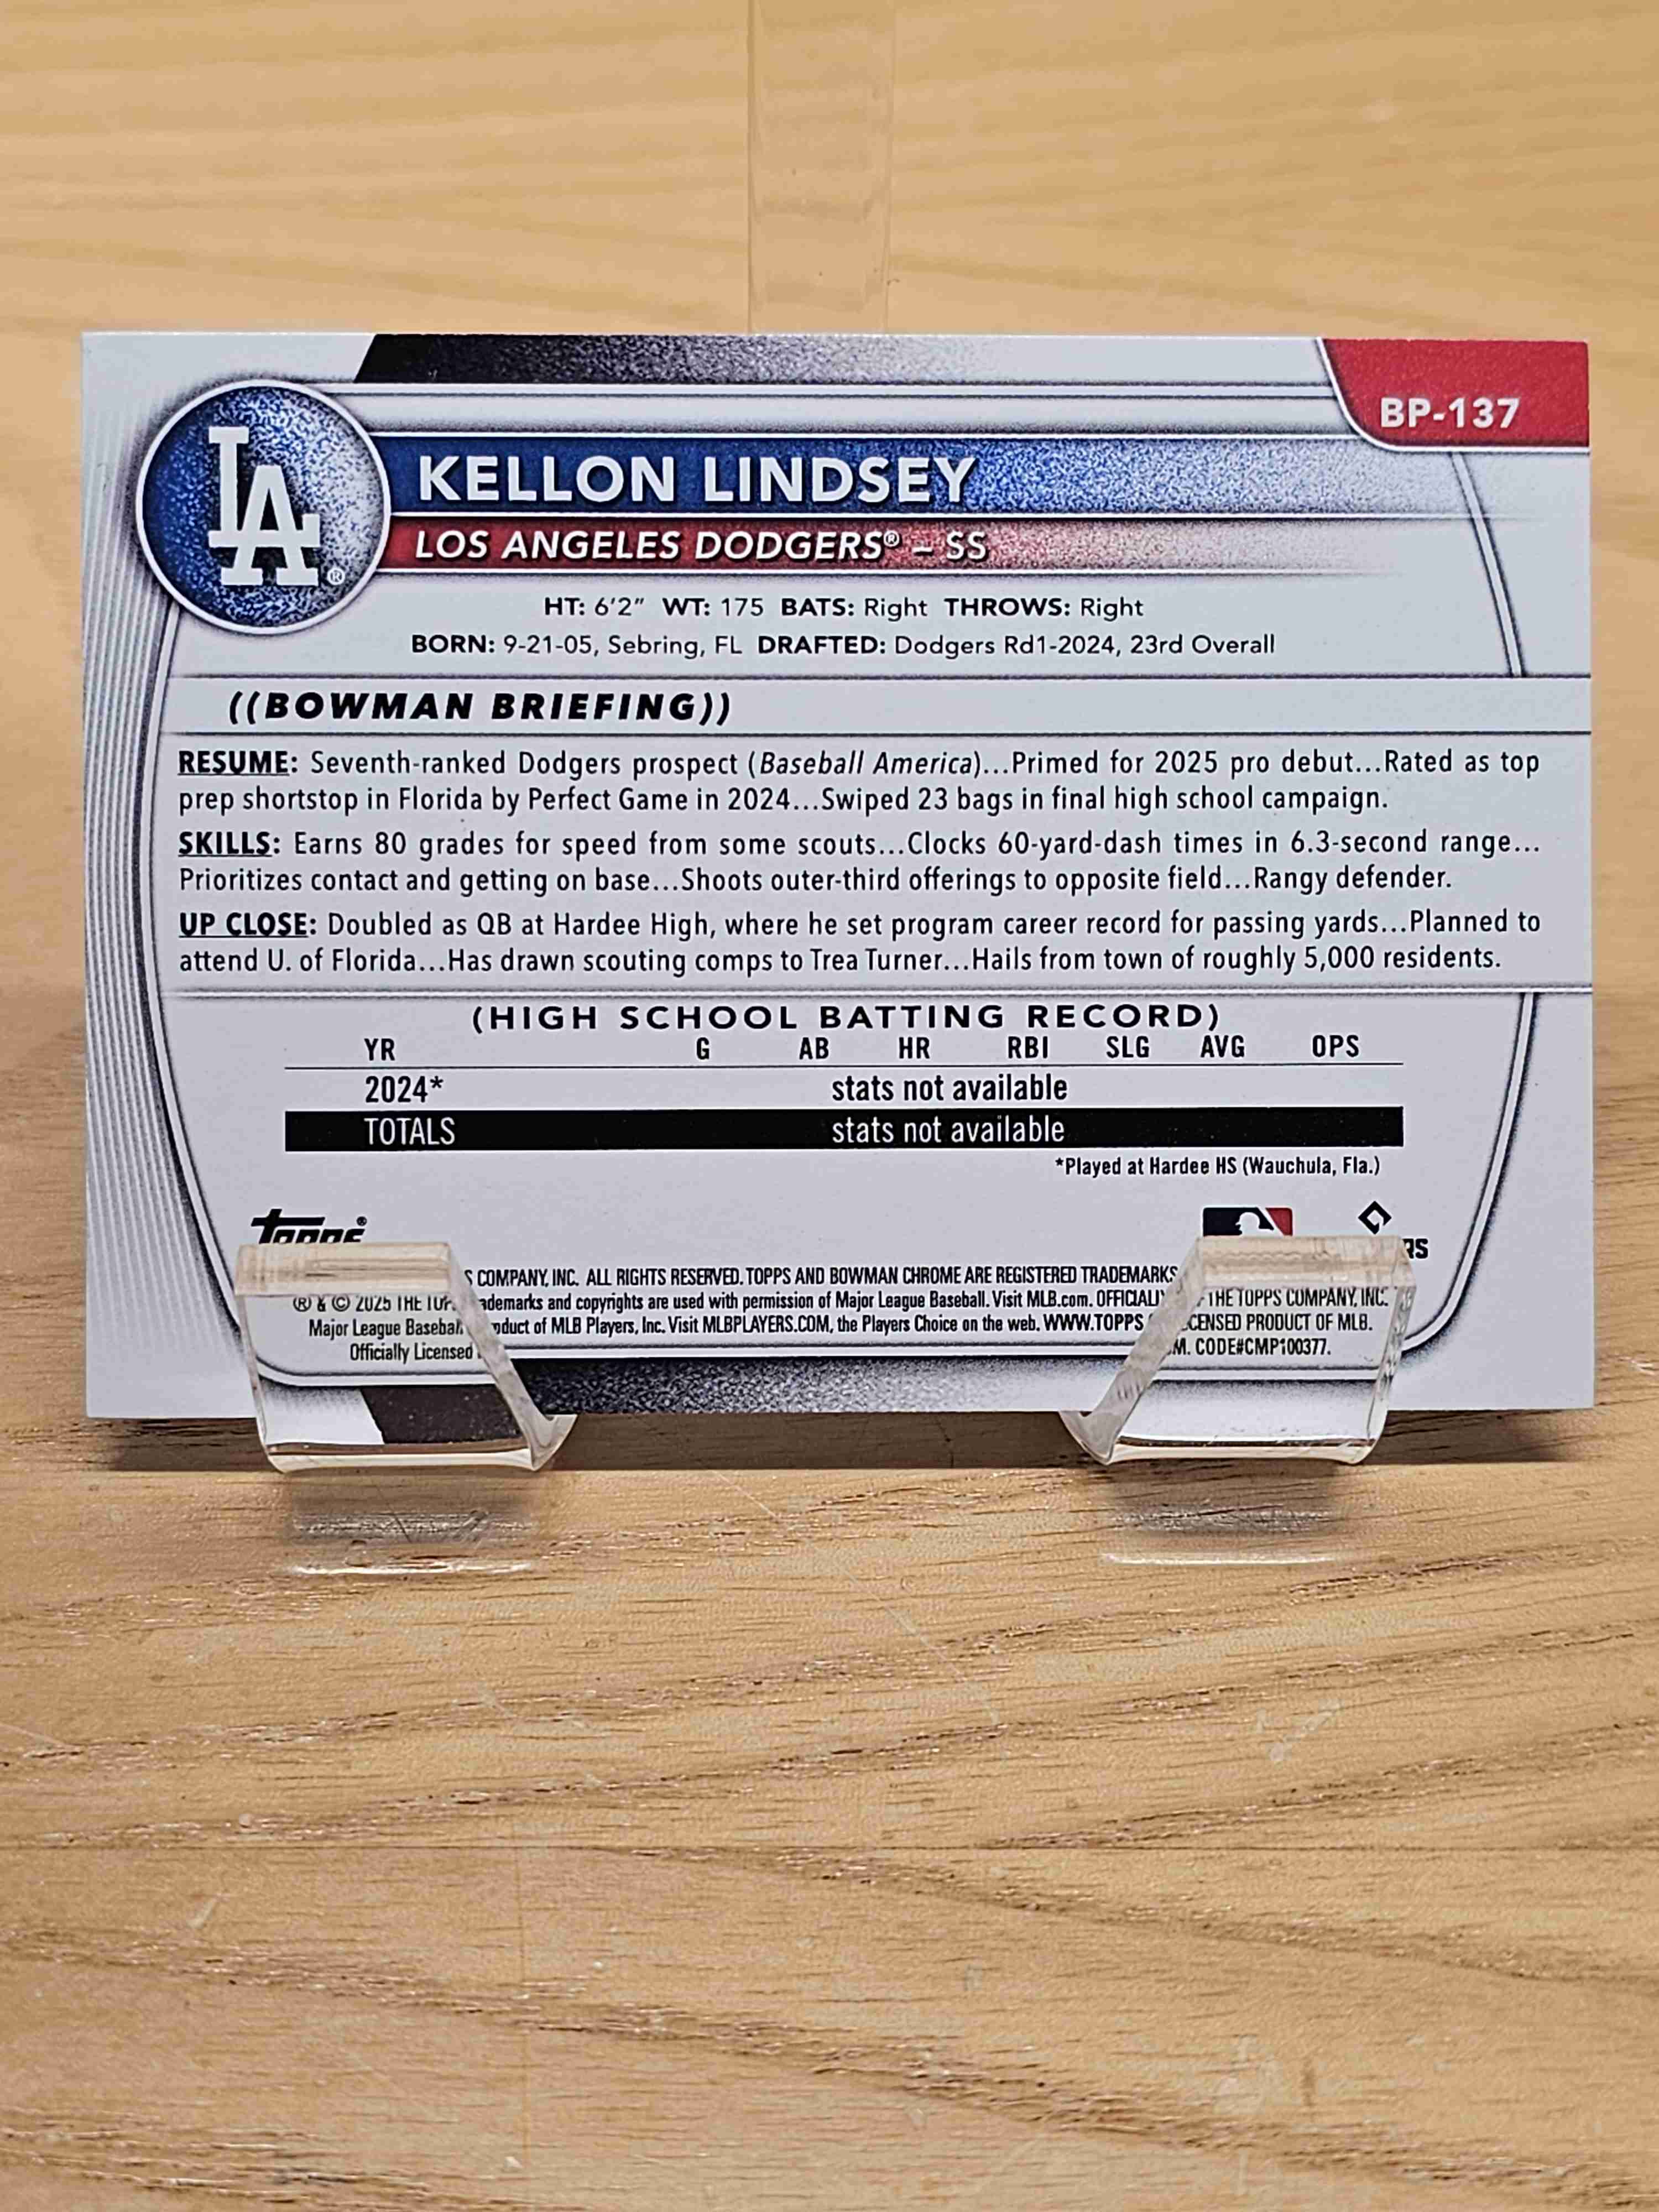 BP-137
LA®
KELLON LINDSEY
LOS ANGELES DODGERS® – SS
HT: 6'2" WT: 175 BATS: Right THROWS: Right
BORN: 9-21-05, Sebring, FL DRAFTED: Dodgers Rd1-2024, 23rd Overall
((BOWMAN BRIEFING))
RESUME: Seventh-ranked Dodgers prospect (Baseball America)...Primed for 2025 pro debut...Rated as top
prep shortstop in Florida by Perfect Game in 2024...Swiped 23 bags in final high school campaign.
SKILLS: Earns 80 grades for speed from some scouts...Clocks 60-yard-dash times in 6.3-second range...
Prioritizes contact and getting on base...Shoots outer-third offerings to opposite field...Rangy defender.
UP CLOSE: Doubled as QB at Hardee High, where he set program career record for passing yards...Planned to
attend U. of Florida...Has drawn scouting comps to Trea Turner...Hails from town of roughly 5,000 residents.
(HIGH SCHOOL BATTING RECORD)
YR G AB HR RBI SLG AVG OPS
2024* stats not available
TOTALS stats not available
*Played at Hardee HS (Wauchula, Fla.)
Topps®
® & © 2025 THE COMPANY, INC. ALL RIGHTS RESERVED. TOPPS AND BOWMAN CHROME ARE REGISTERED TRADEMARKS THE TOPPS COMPANY, INC.
Major League Baseball and copyrights are used with permission of Major League Baseball. Visit MLB.com. PRODUCT OF MLB.
Officially Licensed of MLB Players, Inc. Visit MLBPLAYERS.COM, the Players Choice on the web. WWW.TOPPS CODE#CMP100377.